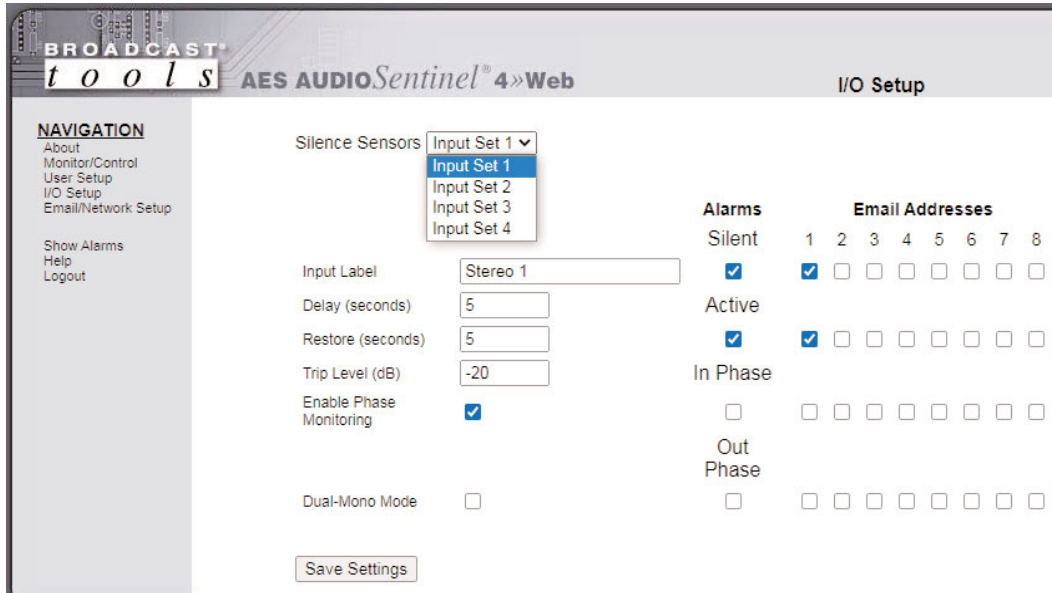 BROADCAST®
tools AES AUDIOSentinel® 4»Web
I/O Setup
NAVIGATION
About
Monitor/Control
User Setup
I/O Setup
Email/Network Setup
Show Alarms
Help
Logout
Silence Sensors Input Set 1
Input Set 1
Input Set 2
Input Set 3
Input Set 4
Alarms Email Addresses
Silent 1 2 3 4 5 6 7 8
Input Label Stereo 1
Delay (seconds) 5 Active
Restore (seconds) 5
Trip Level (dB) -20 In Phase
Enable Phase
Monitoring
Out
Phase
Dual-Mono Mode
Save Settings